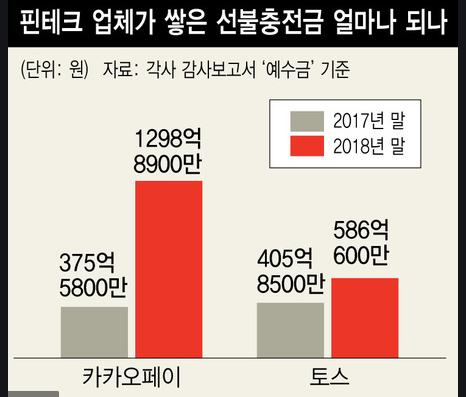 핀테크 업체가 쌓은 선불충전금 얼마나 되나
(단위: 원) 자료: 각사 감사보고서 ‘예수금’ 기준
2017년 말
2018년 말
1298억
8900만
375억
5800만
405억
8500만
586억
600만
카카오페이
토스